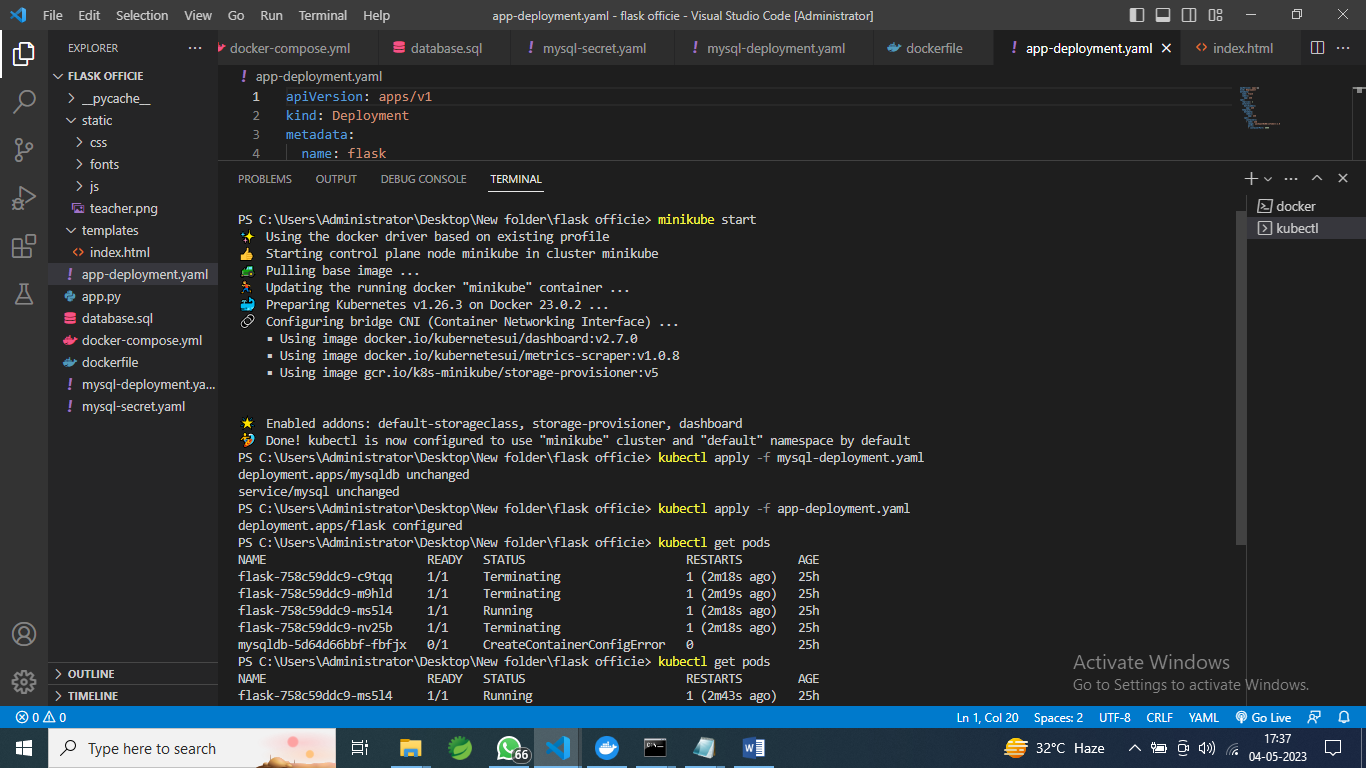 File Edit Selection View Go Run Terminal Help
app-deployment.yaml - flask officie - Visual Studio Code [Administrator]
EXPLORER
FLASK OFFICIE
__pycache__
static
css
fonts
js
teacher.png
templates
index.html
app-deployment.yaml
app.py
database.sql
docker-compose.yml
dockerfile
mysql-deployment.ya...
mysql-secret.yaml
OUTLINE
TIMELINE
docker-compose.yml database.sql mysql-secret.yaml mysql-deployment.yaml dockerfile app-deployment.yaml index.html
app-deployment.yaml
1 apiVersion: apps/v1
2 kind: Deployment
3 metadata:
4 name: flask
PROBLEMS OUTPUT DEBUG CONSOLE TERMINAL
docker
kubectl
PS C:\Users\Administrator\Desktop\New folder\flask officie> minikube start
Using the docker driver based on existing profile
Starting control plane node minikube in cluster minikube
Pulling base image ...
Updating the running docker "minikube" container ...
Preparing Kubernetes v1.26.3 on Docker 23.0.2 ...
Configuring bridge CNI (Container Networking Interface) ...
▪ Using image docker.io/kubernetesui/dashboard:v2.7.0
▪ Using image docker.io/kubernetesui/metrics-scraper:v1.0.8
▪ Using image gcr.io/k8s-minikube/storage-provisioner:v5
Enabled addons: default-storageclass, storage-provisioner, dashboard
Done! kubectl is now configured to use "minikube" cluster and "default" namespace by default
PS C:\Users\Administrator\Desktop\New folder\flask officie> kubectl apply -f mysql-deployment.yaml
deployment.apps/mysqldb unchanged
service/mysql unchanged
PS C:\Users\Administrator\Desktop\New folder\flask officie> kubectl apply -f app-deployment.yaml
deployment.apps/flask configured
PS C:\Users\Administrator\Desktop\New folder\flask officie> kubectl get pods
NAME READY STATUS RESTARTS AGE
flask-758c59ddc9-c9tqq 1/1 Terminating 1 (2m18s ago) 25h
flask-758c59ddc9-m9hld 1/1 Terminating 1 (2m19s ago) 25h
flask-758c59ddc9-ms5l4 1/1 Running 1 (2m18s ago) 25h
flask-758c59ddc9-nv25b 1/1 Terminating 1 (2m18s ago) 25h
mysqldb-5d64d66bbf-fbfjx 0/1 CreateContainerConfigError 0 25h
PS C:\Users\Administrator\Desktop\New folder\flask officie> kubectl get pods
NAME READY STATUS RESTARTS AGE
flask-758c59ddc9-ms5l4 1/1 Running 1 (2m43s ago) 25h
Activate Windows
Go to Settings to activate Windows.
0 0 Ln 1, Col 20 Spaces: 2 UTF-8 CRLF YAML Go Live
Type here to search
66
32°C Haze
17:37
04-05-2023